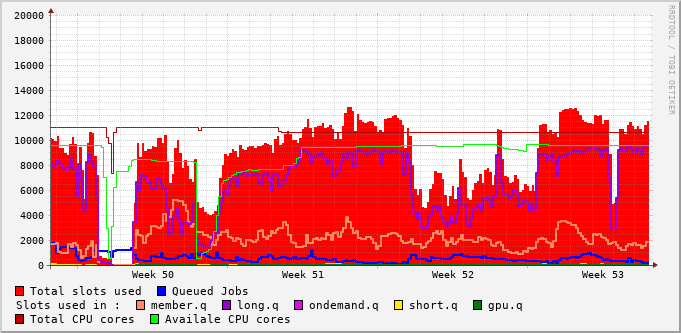 20000
18000
16000
14000
12000
10000
8000
6000
4000
2000
0
Week 50 Week 51 Week 52 Week 53
RRDTOOL / TOBI OETIKER
Total slots used Queued Jobs
Slots used in : member.q long.q ondemand.q short.q gpu.q
Total CPU cores Availale CPU cores